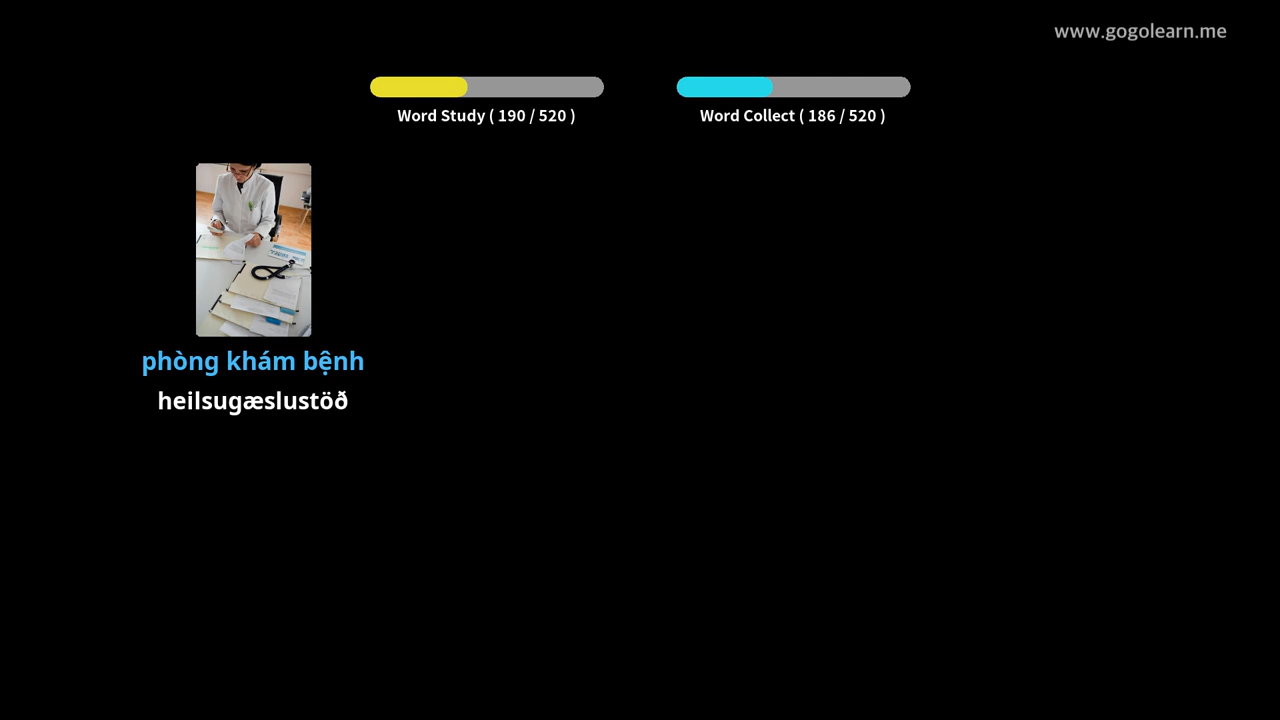 www.gogolearn.me
Word Study ( 190 / 520 )
Word Collect ( 186 / 520 )
phòng khám bệnh
heilsugæslustöð